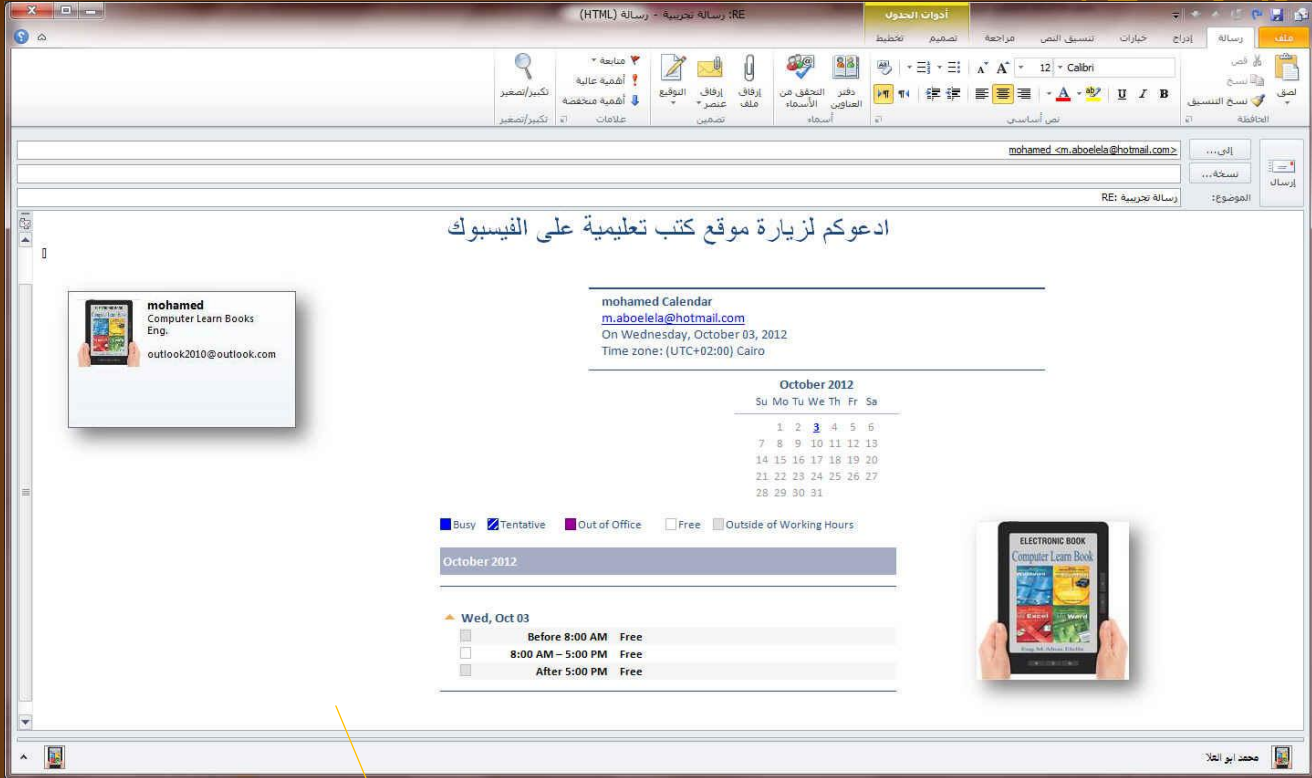 RE: رسالة تجريبية - رسالة (HTML)
أدوات الجدول
ملف
رسالة
إدراج
خيارات
تنسيق النص
مراجعة
تصميم
تخطيط
لصق
قص
نسخ
نسخ التنسيق
الحافظة
Calibri
12
B I U
نص أساسي
دفتر العناوين
التحقق من الأسماء
أسماء
إرفاق ملف
إرفاق عنصر
التوقيع
تضمين
متابعة
أهمية عالية
أهمية منخفضة
علامات
تكبير/تصغير
تكبير/تصغير
إرسال
إلى...
mohamed <m.aboelela@hotmail.com>
نسخة...
الموضوع:
RE: رسالة تجريبية
ادعوكم لزيارة موقع كتب تعليمية على الفيسبوك
mohamed
Computer Learn Books
Eng.
outlook2010@outlook.com
mohamed Calendar
m.aboelela@hotmail.com
On Wednesday, October 03, 2012
Time zone: (UTC+02:00) Cairo
October 2012
Su Mo Tu We Th Fr Sa
1 2 3 4 5 6
7 8 9 10 11 12 13
14 15 16 17 18 19 20
21 22 23 24 25 26 27
28 29 30 31
Busy Tentative Out of Office Free Outside of Working Hours
October 2012
Wed, Oct 03
Before 8:00 AM Free
8:00 AM – 5:00 PM Free
After 5:00 PM Free
ELECTRONIC BOOK
Computer Learn Book
Excel
Word
محمد ابو العلا